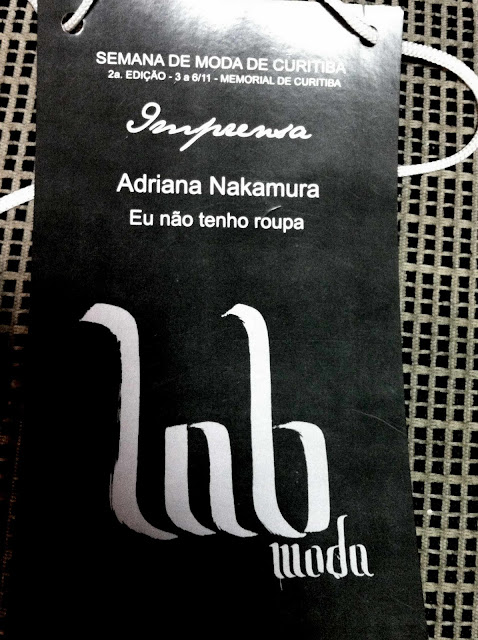 SEMANA DE MODA DE CURITIBA
2a. EDIÇÃO - 3 a 6/11 - MEMORIAL DE CURITIBA
Imprensa
Adriana Nakamura
Eu não tenho roupa
lab
moda